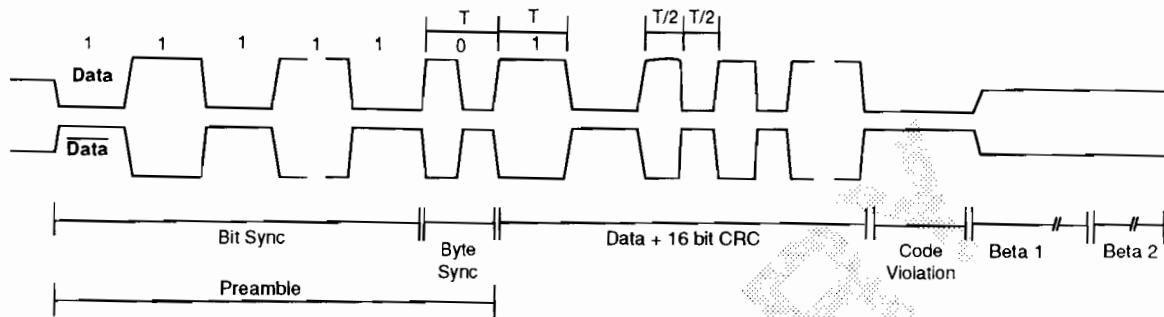 T T T/2 T/2
1 1 1 1 1 0 1
Data
Data
Bit Sync
Byte Sync
Data + 16 bit CRC
Code Violation
Beta 1
Beta 2
Preamble